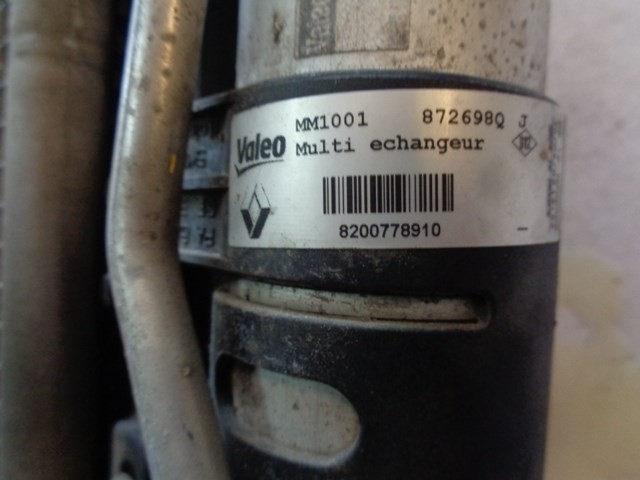 MM1001 872698Q J
Valeo Multi echangeur
8200778910